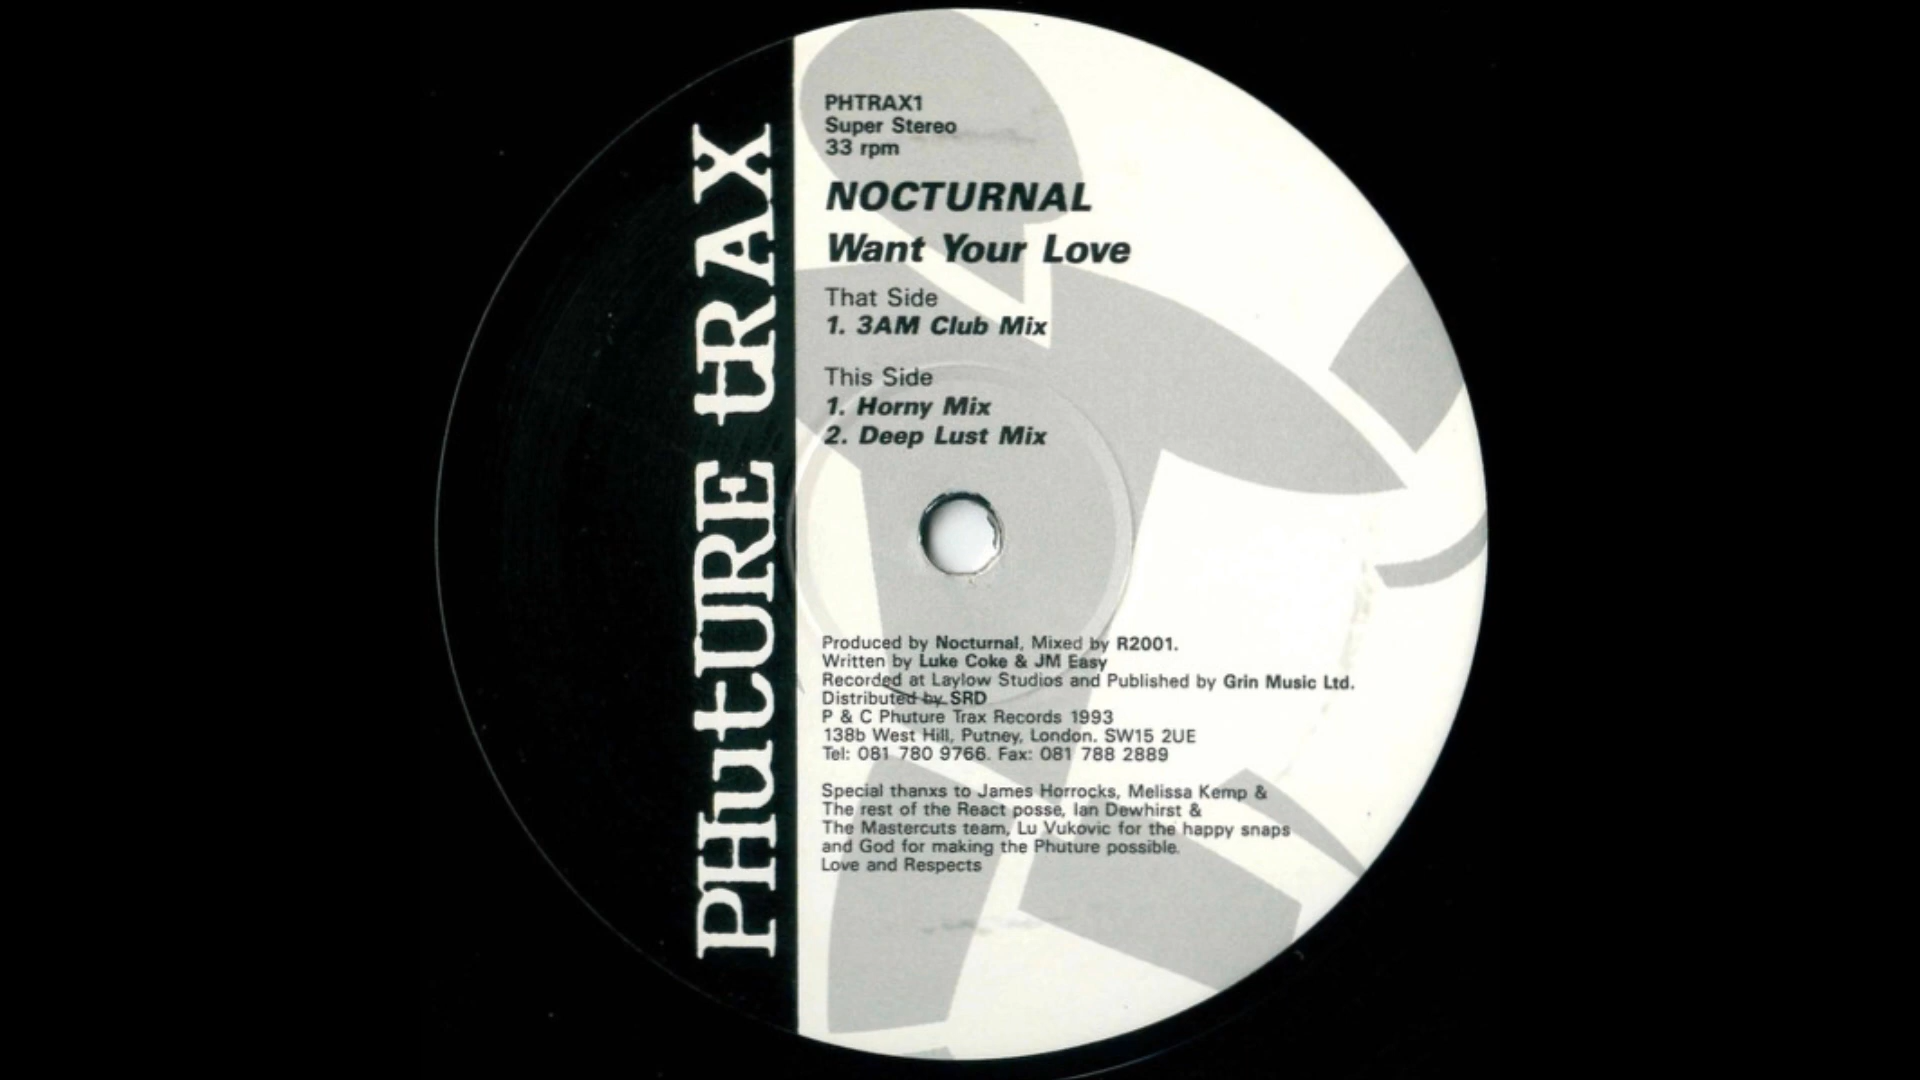 PHutURE tRAX
PHTRAX1
Super Stereo
33 rpm
NOCTURNAL
Want Your Love
That Side
1. 3AM Club Mix
This Side
1. Horny Mix
2. Deep Lust Mix
Produced by Nocturnal, Mixed by R2001.
Written by Luke Coke & JM Easy
Recorded at Laylow Studios and Published by Grin Music Ltd.
Distributed by SRD
P & C Phuture Trax Records 1993
138b West Hill, Putney, London. SW15 2UE
Tel: 081 780 9766. Fax: 081 788 2889
Special thanxs to James Horrocks, Melissa Kemp &
The rest of the React posse, Ian Dewhirst &
The Mastercuts team, Lu Vukovic for the happy snaps
and God for making the Phuture possible.
Love and Respects